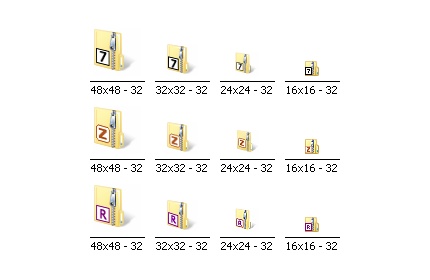 7 7 7 7
48x48 - 32 32x32 - 32 24x24 - 32 16x16 - 32
Z Z Z Z
48x48 - 32 32x32 - 32 24x24 - 32 16x16 - 32
R R R R
48x48 - 32 32x32 - 32 24x24 - 32 16x16 - 32